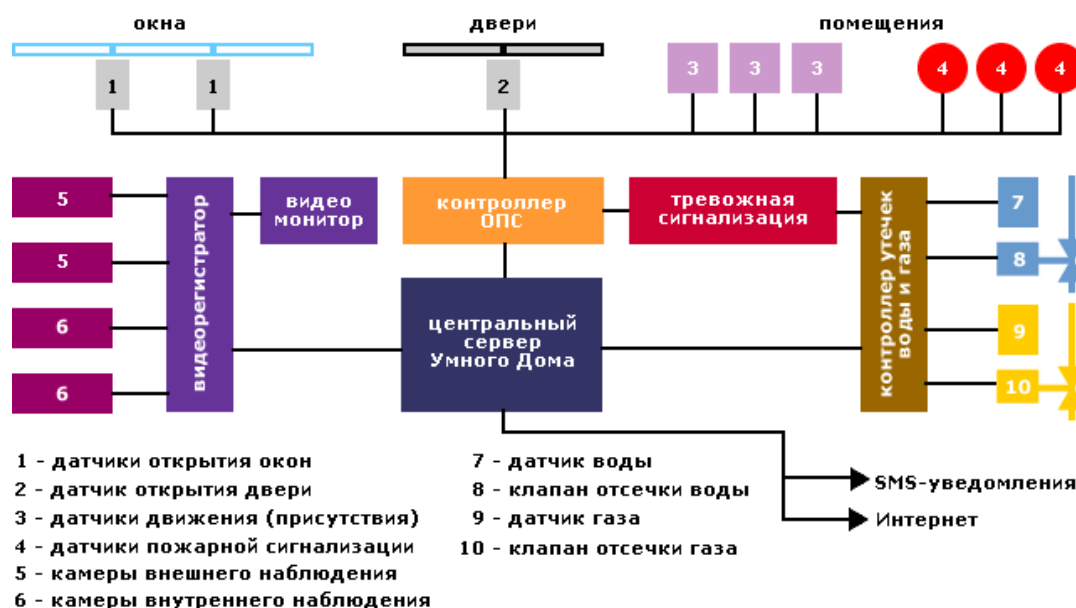 окна
двери
помещения
1
1
2
3
3
3
4
4
4
5
5
6
6
видеорегистратор
видео
монитор
контроллер
ОПС
тревожная
сигнализация
центральный
сервер
Умного Дома
контроллер утечек
воды и газа
7
8
9
10
1 - датчики открытия окон
2 - датчик открытия двери
3 - датчики движения (присутствия)
4 - датчики пожарной сигнализации
5 - камеры внешнего наблюдения
6 - камеры внутреннего наблюдения
7 - датчик воды
8 - клапан отсечки воды
9 - датчик газа
10 - клапан отсечки газа
SMS-уведомления
Интернет